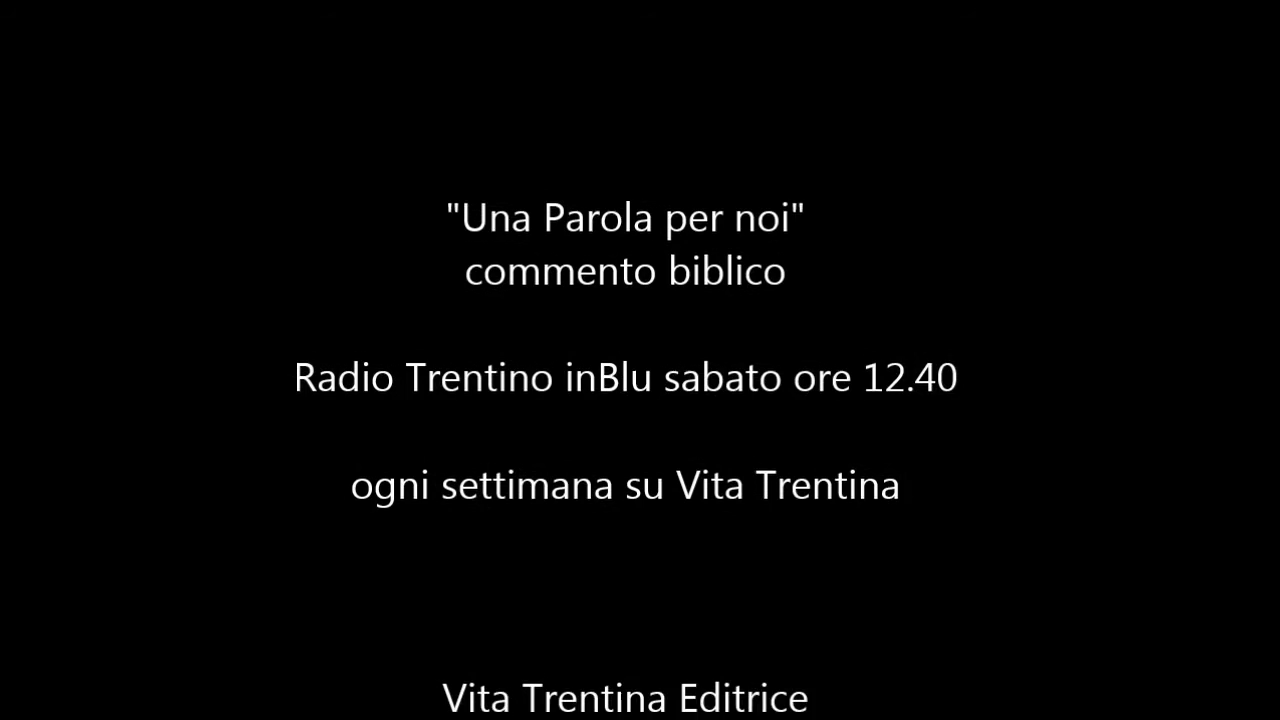 "Una Parola per noi"
commento biblico
Radio Trentino inBlu sabato ore 12.40
ogni settimana su Vita Trentina
Vita Trentina Editrice